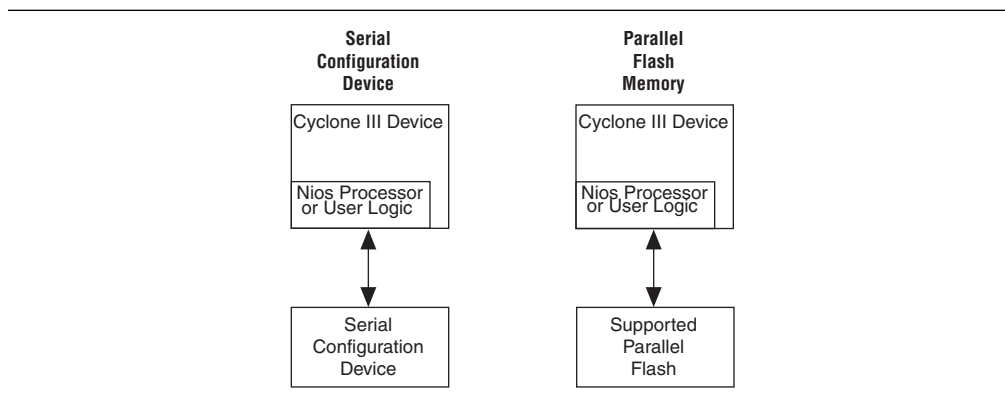 Serial
Configuration
Device
Cyclone III Device
Nios Processor
or User Logic
Serial
Configuration
Device
Parallel
Flash
Memory
Cyclone III Device
Nios Processor
or User Logic
Supported
Parallel
Flash